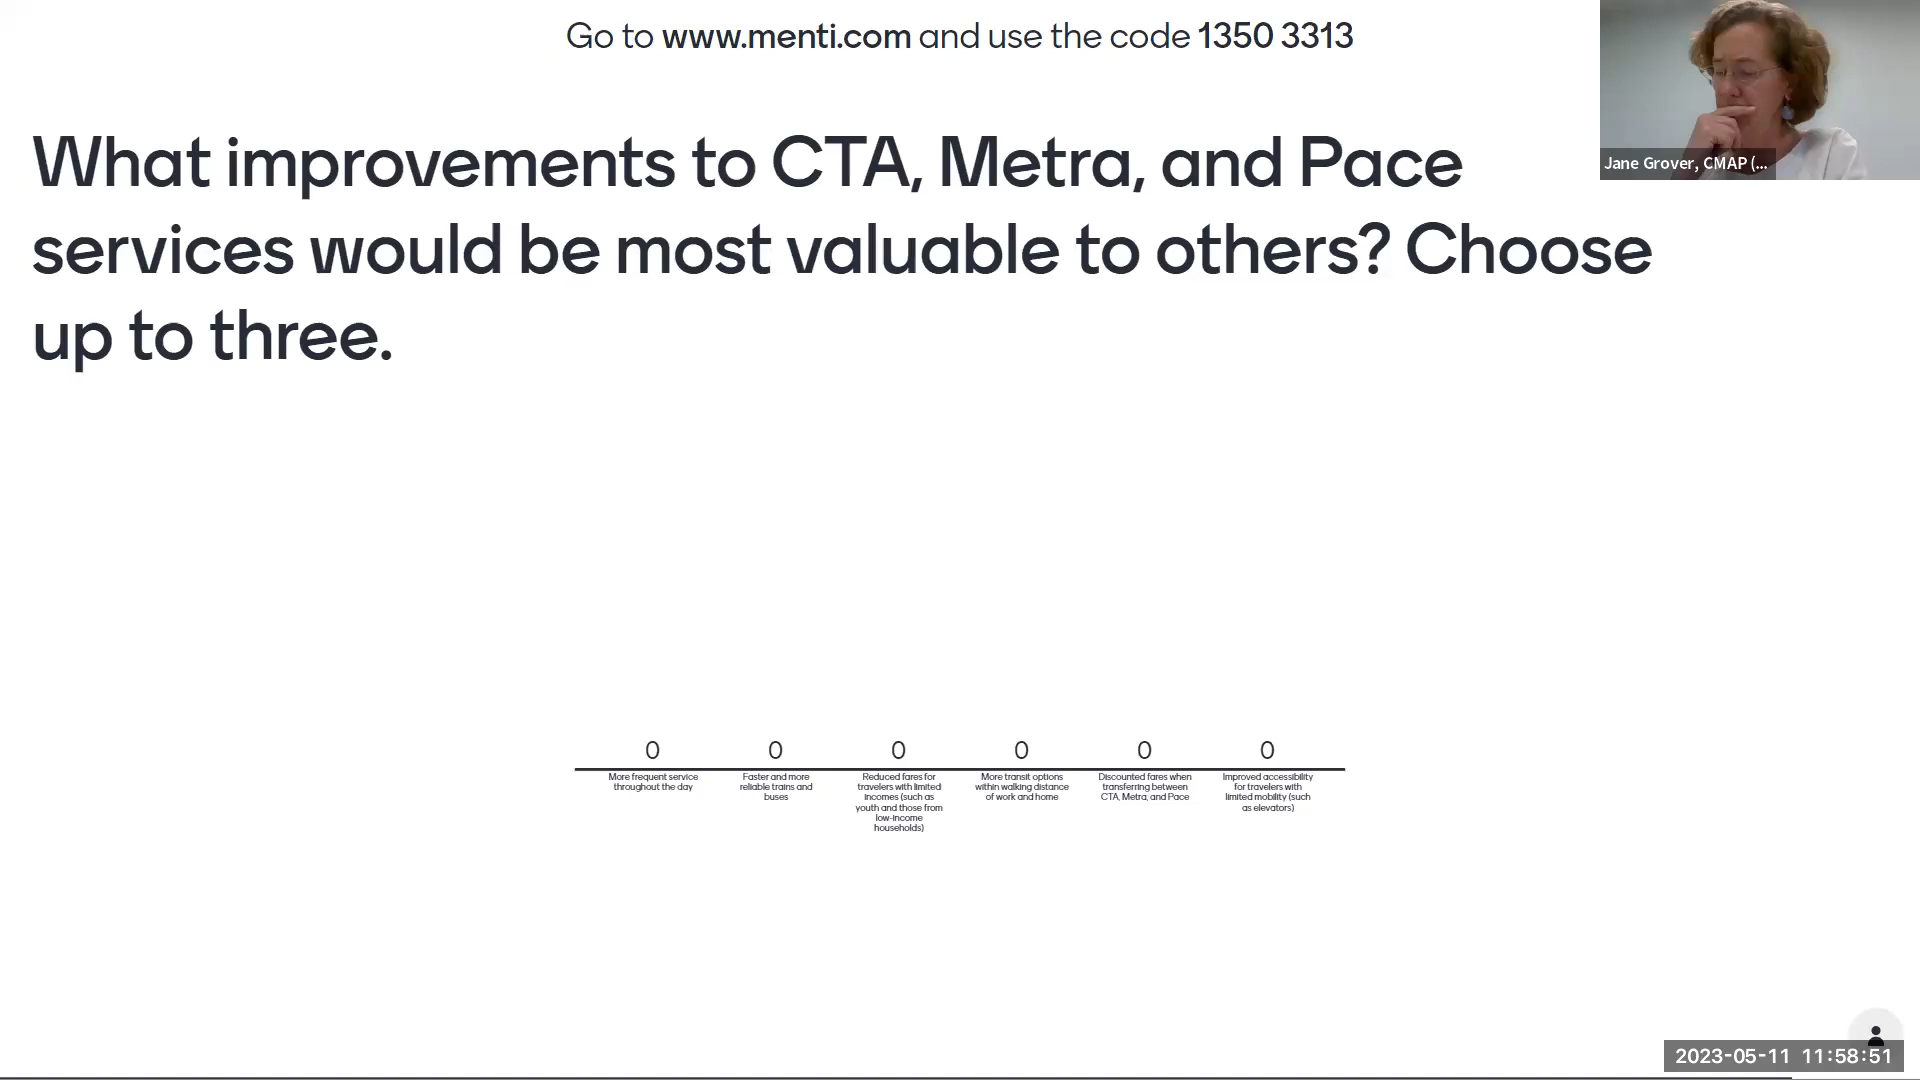 Go to www.menti.com and use the code 1350 3313
Jane Grover, CMAP (...
What improvements to CTA, Metra, and Pace
services would be most valuable to others? Choose
up to three.
0
0
0
0
0
0
More frequent service
throughout the day
Faster and more
reliable trains and
buses
Reduced fares for
travelers with limited
incomes (such as
youth and those from
low-income
households)
More transit options
within walking distance
of work and home
Discounted fares when
transferring between
CTA, Metra, and Pace
Improved accessibility
for travelers with
limited mobility (such
as elevators)
2023-05-11 11:58:51